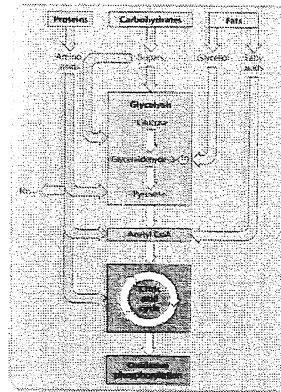 Proteins
Carbohydrates
Fats
Amino
acids
Sugars
Glycerol
Fatty
acids
Glycolysis
Glucose
Glyceraldehyde-3-
Pyruvate
Acetyl CoA
Citric
acid
cycle
Oxidative
phosphorylation